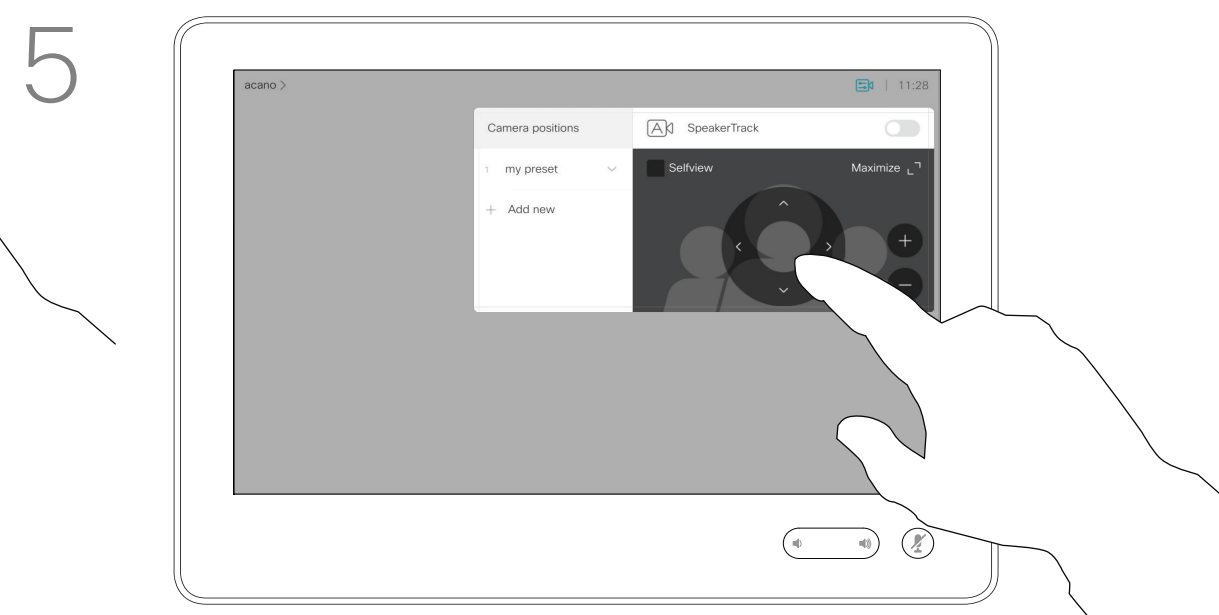 5
acano >
11:28
Camera positions
SpeakerTrack
1 my preset
Selfview
Maximize
+ Add new